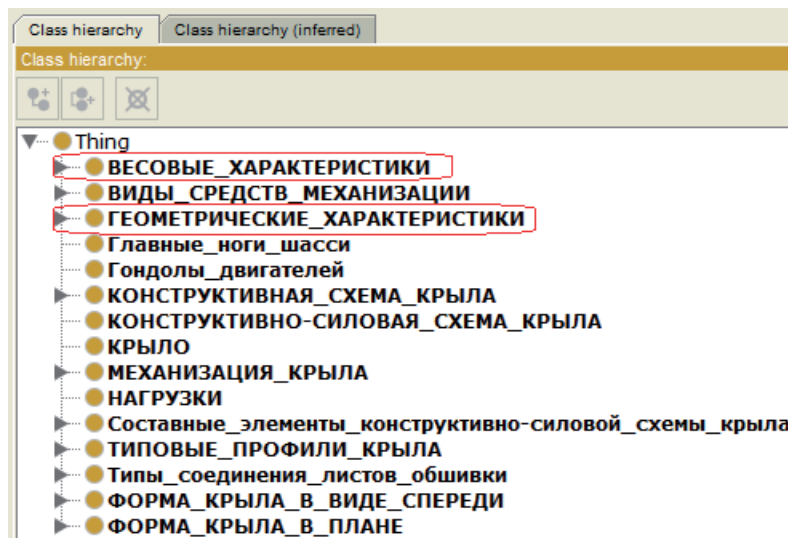 Class hierarchy Class hierarchy (inferred)
Class hierarchy:
Thing
ВЕСОВЫЕ_ХАРАКТЕРИСТИКИ
ВИДЫ_СРЕДСТВ_МЕХАНИЗАЦИИ
ГЕОМЕТРИЧЕСКИЕ_ХАРАКТЕРИСТИКИ
Главные_ноги_шасси
Гондолы_двигателей
КОНСТРУКТИВНАЯ_СХЕМА_КРЫЛА
КОНСТРУКТИВНО-СИЛОВАЯ_СХЕМА_КРЫЛА
КРЫЛО
МЕХАНИЗАЦИЯ_КРЫЛА
НАГРУЗКИ
Составные_элементы_конструктивно-силовой_схемы_крыла
ТИПОВЫЕ_ПРОФИЛИ_КРЫЛА
Типы_соединения_листов_обшивки
ФОРМА_КРЫЛА_В_ВИДЕ_СПЕРЕДИ
ФОРМА_КРЫЛА_В_ПЛАНЕ